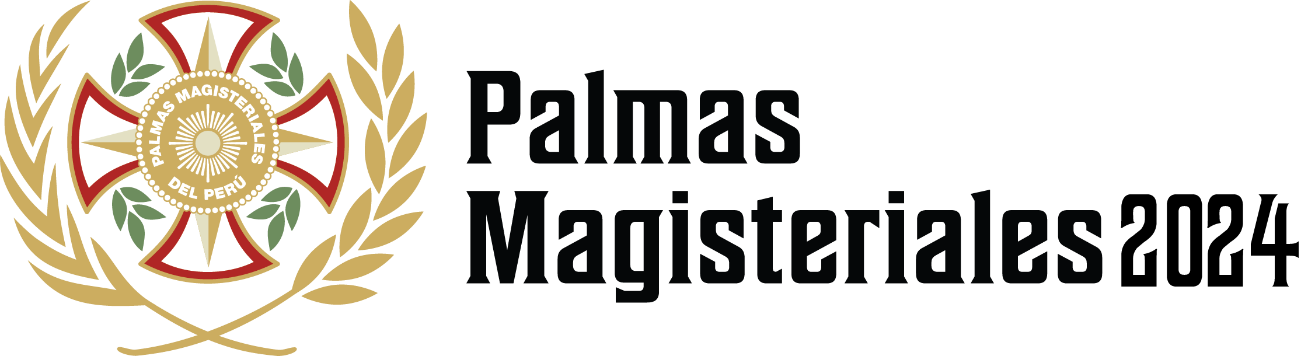 PALMAS MAGISTERIALES
DEL PERÚ
Palmas
Magisteriales 2024